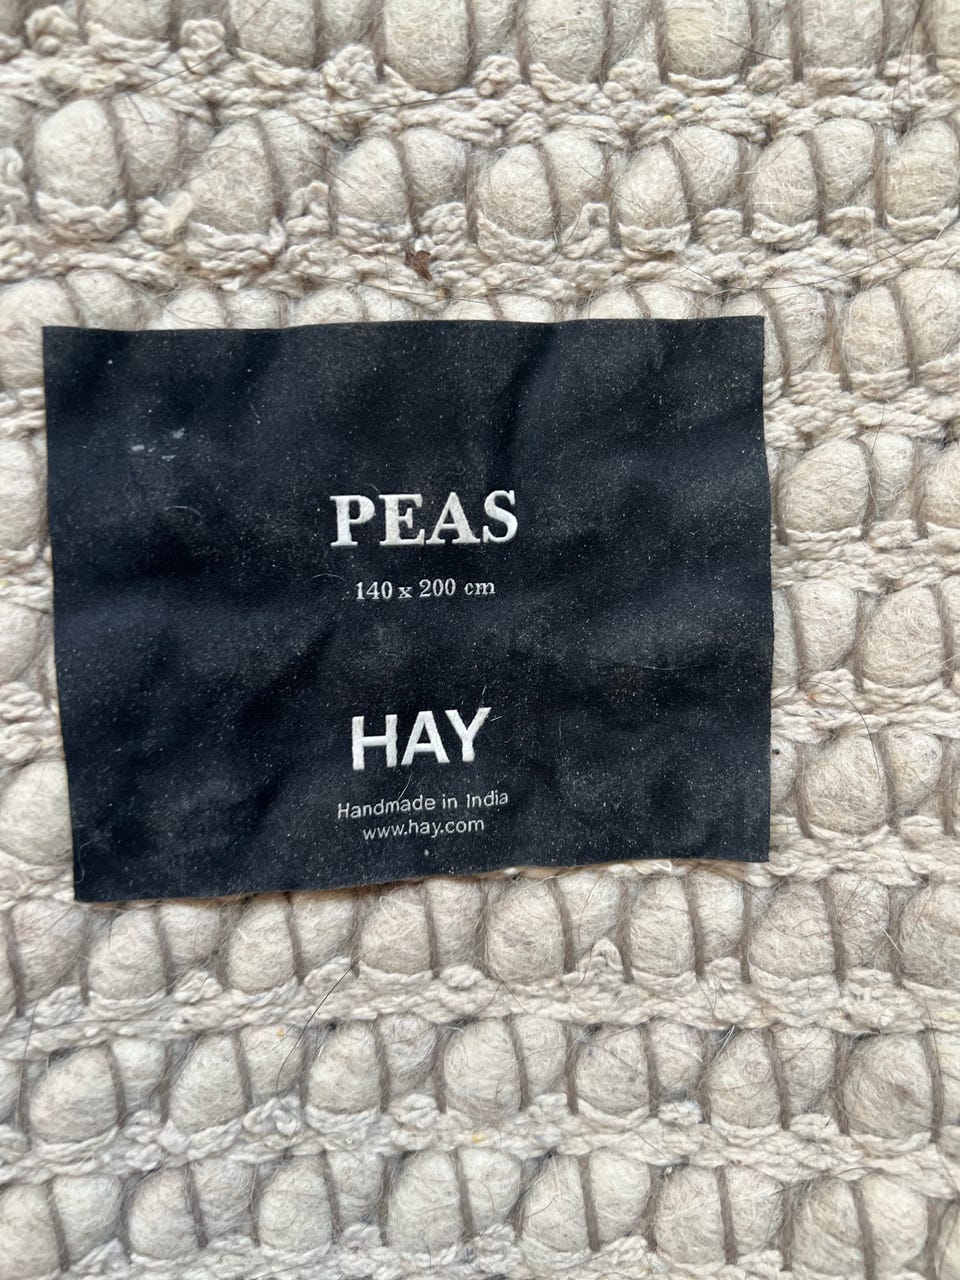 PEAS
140 x 200 cm
HAY
Handmade in India
www.hay.com